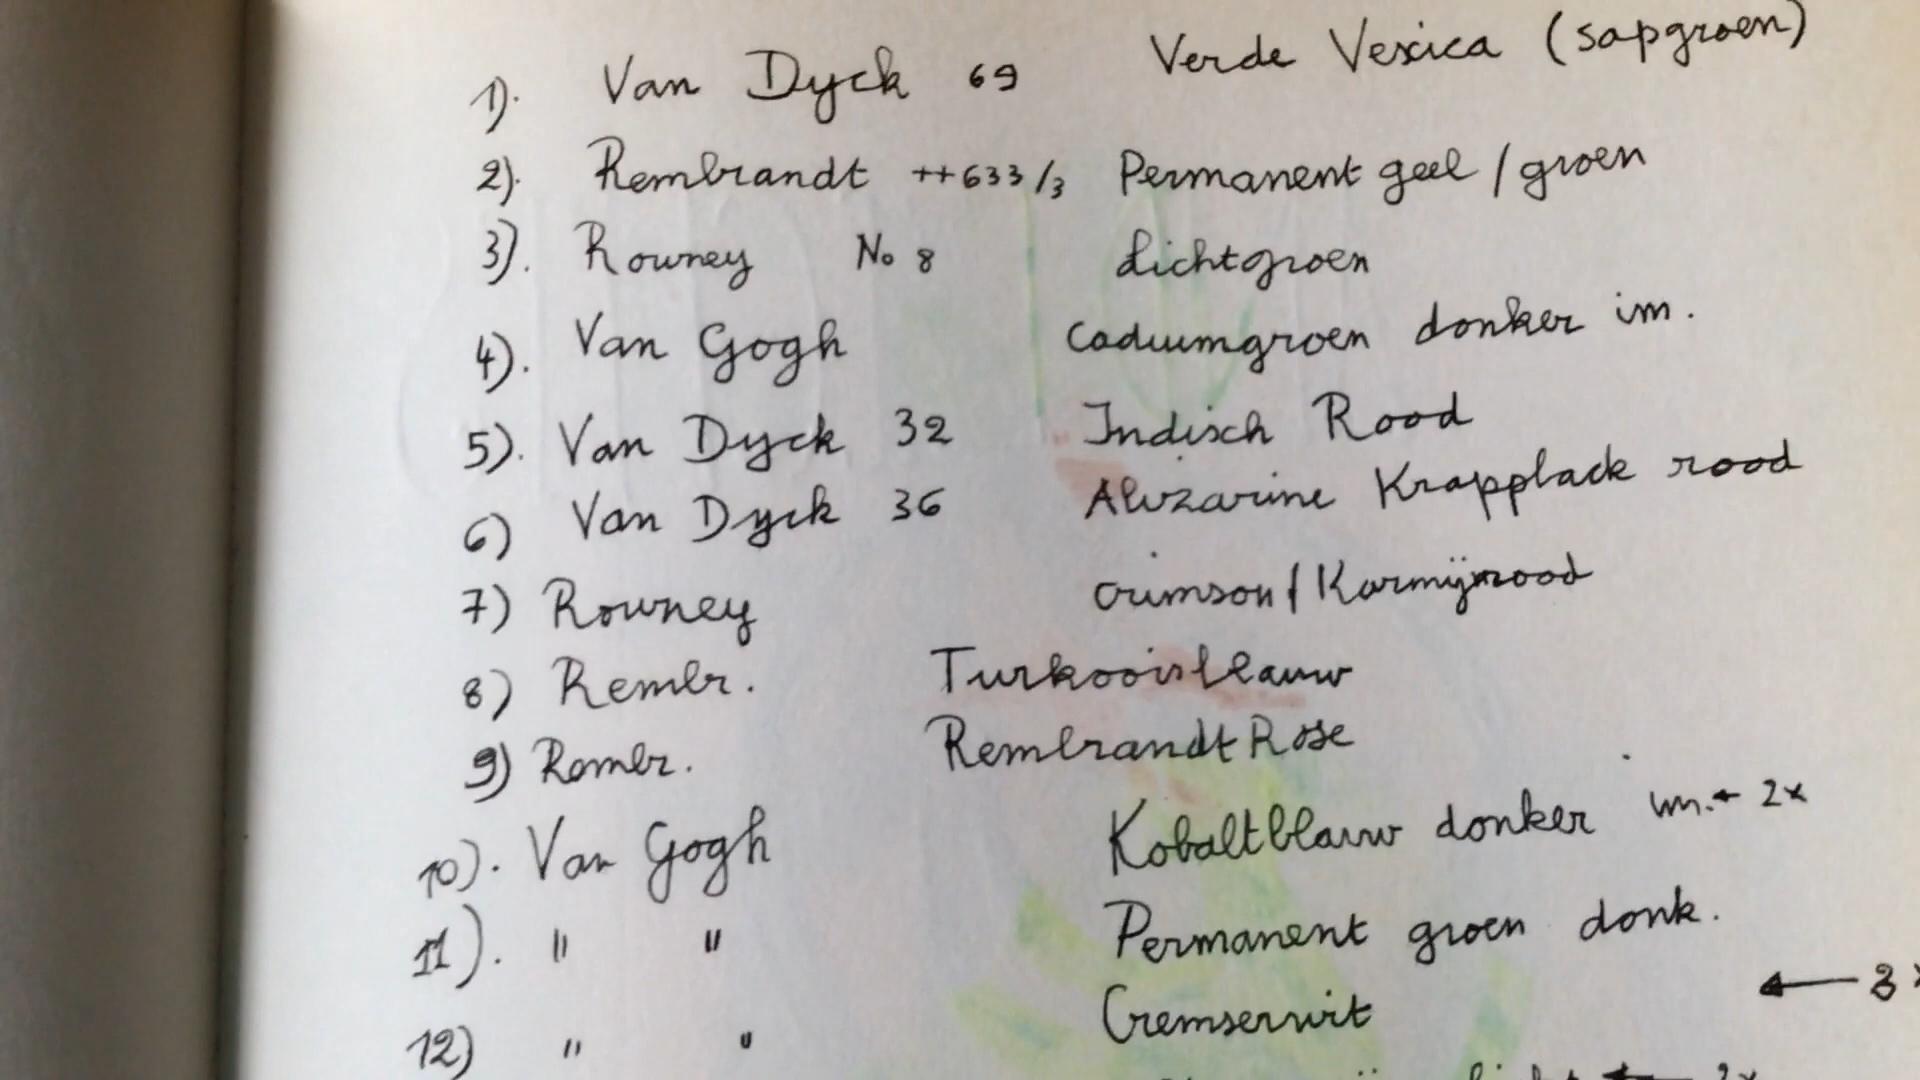 1). Van Dyck 69 Verde Vesica (sapgroen)
2). Rembrandt ++633/3 Permanent geel / groen
3). Rowney No 8 Lichtgroen
4). Van Gogh Cadiumgroen donker im.
5). Van Dyck 32 Indisch Rood
6) Van Dyck 36 Alizarine Krapplack rood
7) Rowney crimson / Karmijnrood
8) Rembr. Turkooisblauw
9) Rembr. Rembrandt Rose
10). Van Gogh Kobaltblauw donker im. ← 2x
11). " " Permanent groen donk.
12) " " Cremserwit ← 3x
← 2x